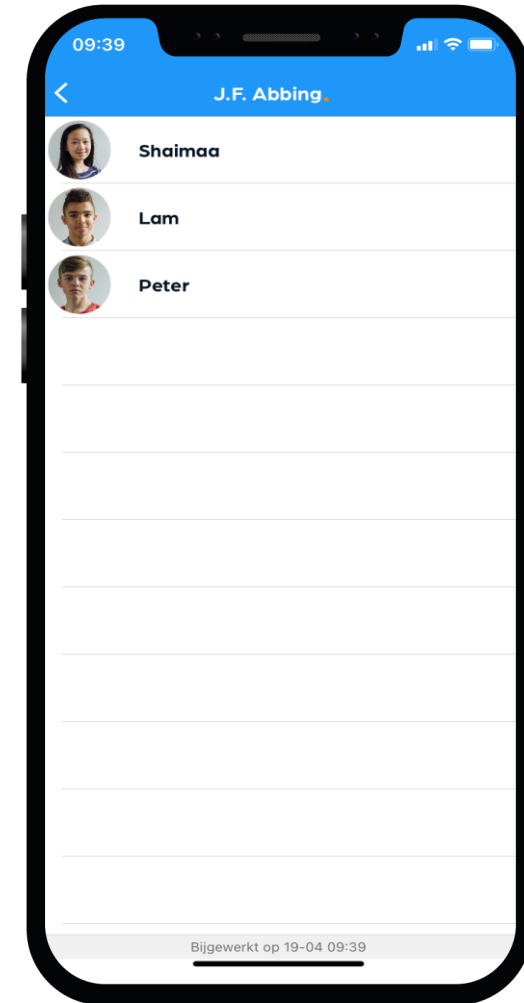 09:39
J.F. Abbing.
Shaimaa
Lam
Peter
Bijgewerkt op 19-04 09:39